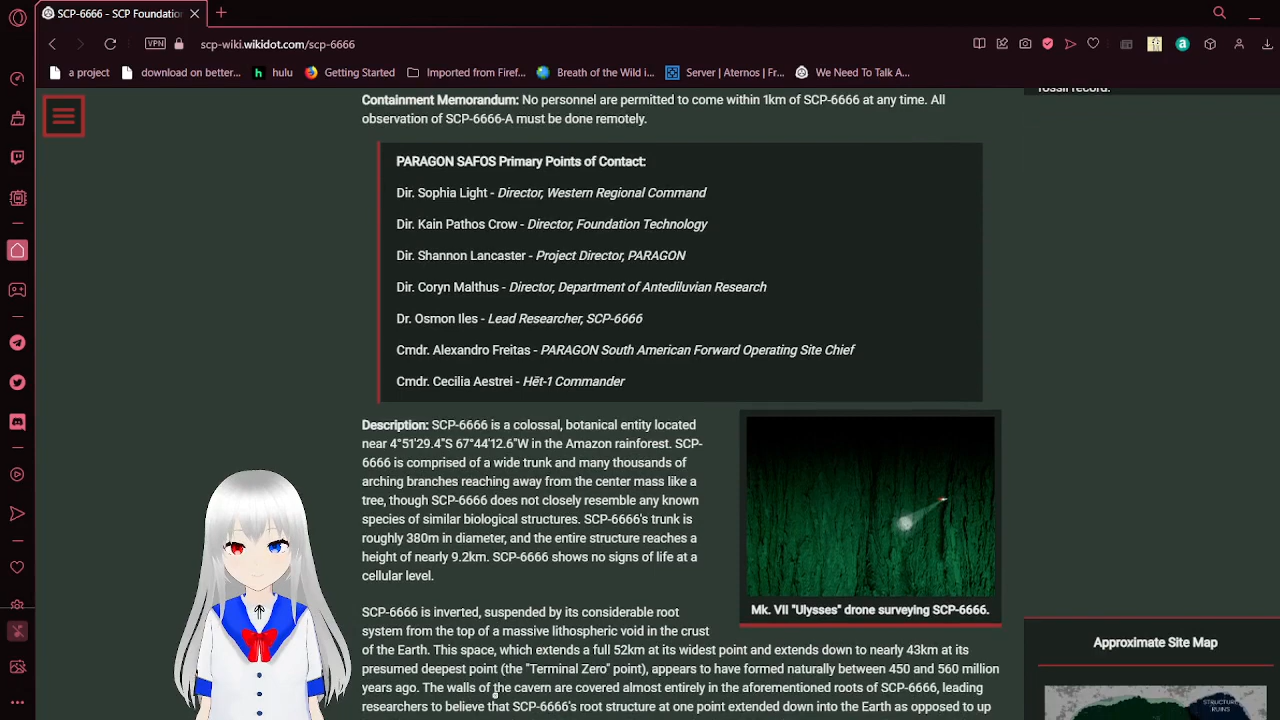 SCP-6666 - SCP Foundation
scp-wiki.wikidot.com/scp-6666
VPN
a project
download on better...
hulu
Getting Started
Imported from Firef...
Breath of the Wild i...
Server | Aternos | Fr...
We Need To Talk A...
fossil record.
Containment Memorandum: No personnel are permitted to come within 1km of SCP-6666 at any time. All
observation of SCP-6666-A must be done remotely.
PARAGON SAFOS Primary Points of Contact:
Dir. Sophia Light - Director, Western Regional Command
Dir. Kain Pathos Crow - Director, Foundation Technology
Dir. Shannon Lancaster - Project Director, PARAGON
Dir. Coryn Malthus - Director, Department of Antediluvian Research
Dr. Osmon Iles - Lead Researcher, SCP-6666
Cmdr. Alexandro Freitas - PARAGON South American Forward Operating Site Chief
Cmdr. Cecilia Aestrei - Hēt-1 Commander
Description: SCP-6666 is a colossal, botanical entity located
near 4°51'29.4"S 67°44'12.6"W in the Amazon rainforest. SCP-
6666 is comprised of a wide trunk and many thousands of
arching branches reaching away from the center mass like a
tree, though SCP-6666 does not closely resemble any known
species of similar biological structures. SCP-6666's trunk is
roughly 380m in diameter, and the entire structure reaches a
height of nearly 9.2km. SCP-6666 shows no signs of life at a
cellular level.
Mk. VII "Ulysses" drone surveying SCP-6666.
SCP-6666 is inverted, suspended by its considerable root
system from the top of a massive lithospheric void in the crust
of the Earth. This space, which extends a full 52km at its widest point and extends down to nearly 43km at its
presumed deepest point (the "Terminal Zero" point), appears to have formed naturally between 450 and 560 million
years ago. The walls of the cavern are covered almost entirely in the aforementioned roots of SCP-6666, leading
researchers to believe that SCP-6666's root structure at one point extended down into the Earth as opposed to up
Approximate Site Map
STRUCTURE
RUINS